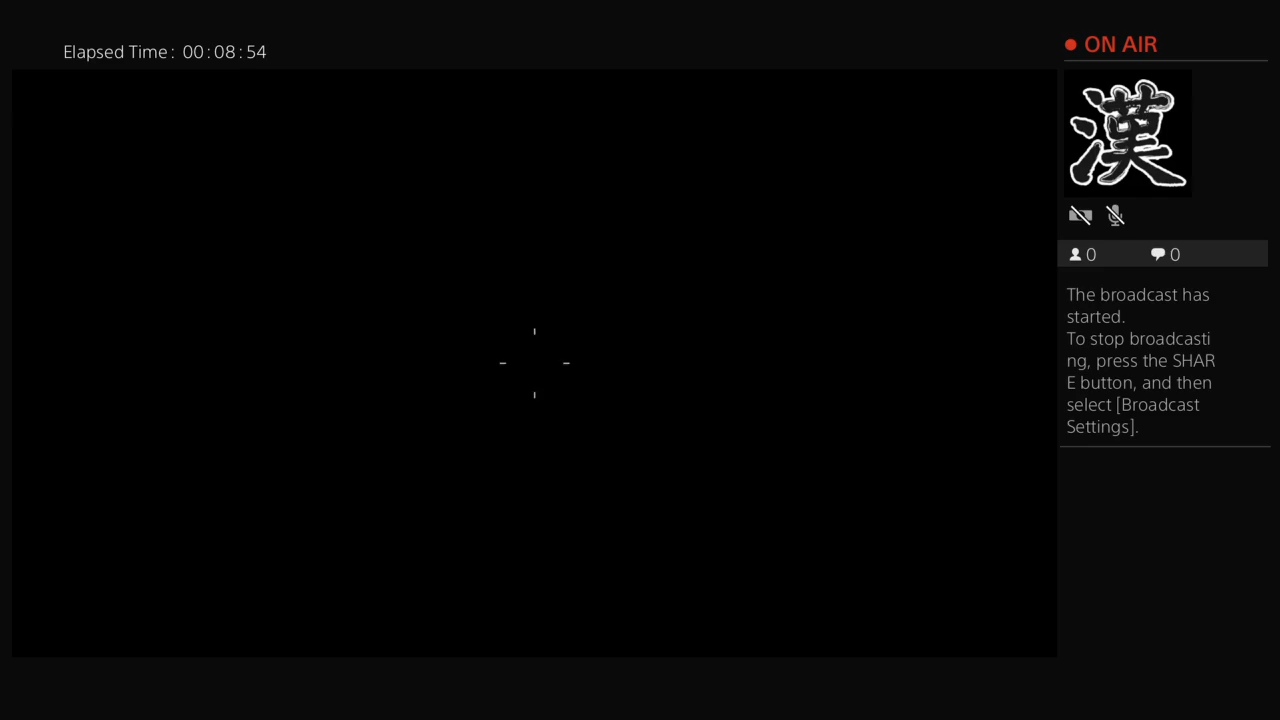 Elapsed Time: 00:08:54
ON AIR
漢
0 0
The broadcast has
started.
To stop broadcasti
ng, press the SHAR
E button, and then
select [Broadcast
Settings].